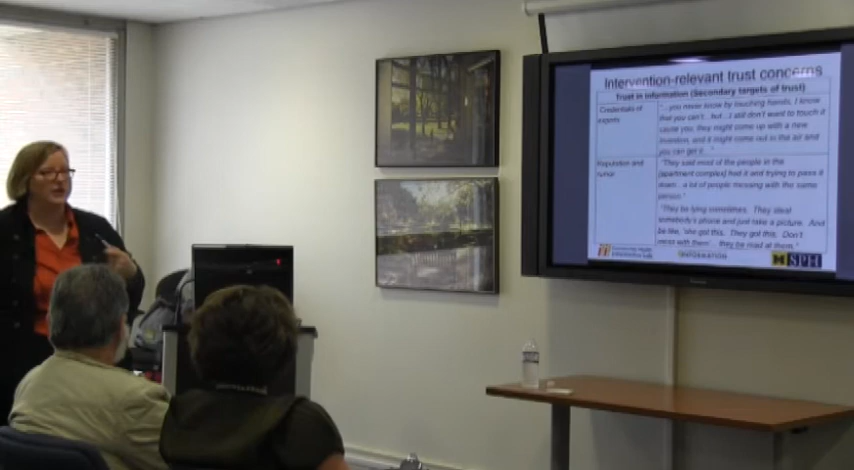 Intervention-relevant trust concerns
Trust in information (Secondary targets of trust)
Credentials of
experts
"...you never know by touching hands, I know
that you can't... but...I still don't want to touch it
cause you, they might come up with a new
invention, and it might come out in the air and
you can get it..."
Reputation and
rumor
"They said most of the people in the
(apartment complex) had it and trying to pass it
down.  a lot of people messing with the same
person."
"They be lying sometimes.  They steal
somebody's phone and just take a picture.  And
be like, 'she got this.  They got this.  Don't
mess with them'... they be mad at them."
M SPH